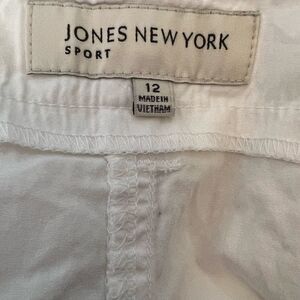 JONES NEW YORK
SPORT
12
MADE IN
VIETNAM